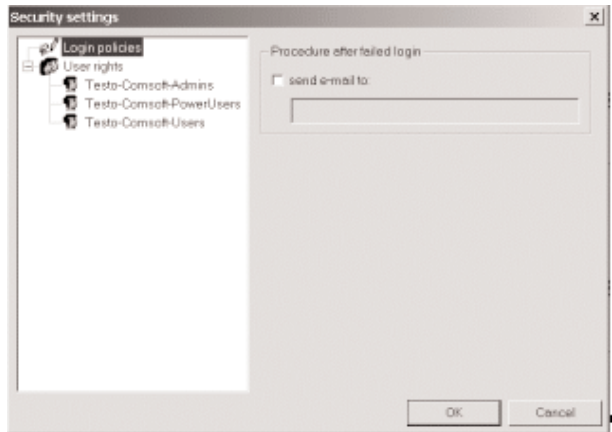 Security settings
Login policies
User rights
Testo-Comsoft-Admins
Testo-Comsoft-PowerUsers
Testo-Comsoft-Users
Procedure after failed login
send e-mail to:
OK
Cancel